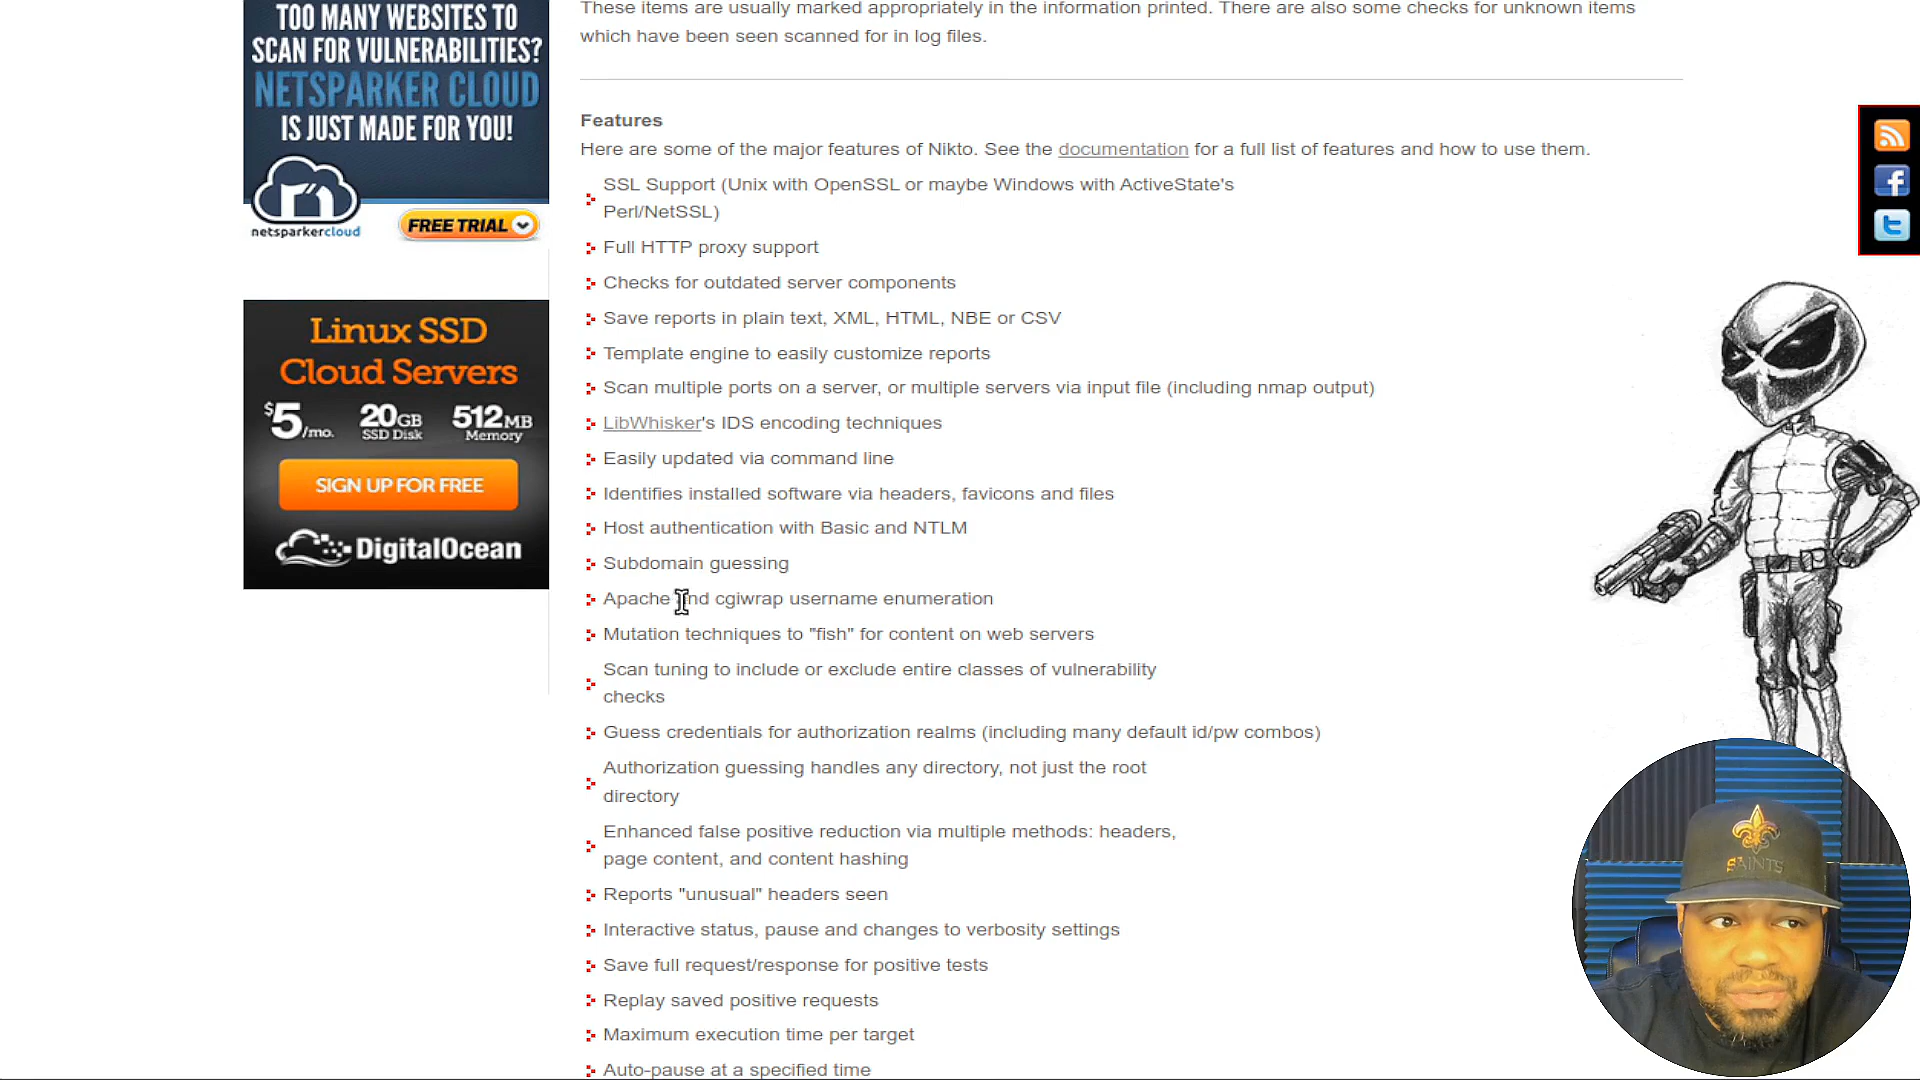 TOO MANY WEBSITES TO
SCAN FOR VULNERABILITIES?
NETSPARKER CLOUD
IS JUST MADE FOR YOU!
netsparkercloud
FREE TRIAL
Linux SSD
Cloud Servers
$5/mo. 20GB SSD Disk 512MB Memory
SIGN UP FOR FREE
DigitalOcean
These items are usually marked appropriately in the information printed. There are also some checks for unknown items
which have been seen scanned for in log files.
Features
Here are some of the major features of Nikto. See the documentation for a full list of features and how to use them.
SSL Support (Unix with OpenSSL or maybe Windows with ActiveState's
Perl/NetSSL)
Full HTTP proxy support
Checks for outdated server components
Save reports in plain text, XML, HTML, NBE or CSV
Template engine to easily customize reports
Scan multiple ports on a server, or multiple servers via input file (including nmap output)
LibWhisker's IDS encoding techniques
Easily updated via command line
Identifies installed software via headers, favicons and files
Host authentication with Basic and NTLM
Subdomain guessing
Apache and cgiwrap username enumeration
Mutation techniques to "fish" for content on web servers
Scan tuning to include or exclude entire classes of vulnerability
checks
Guess credentials for authorization realms (including many default id/pw combos)
Authorization guessing handles any directory, not just the root
directory
Enhanced false positive reduction via multiple methods: headers,
page content, and content hashing
Reports "unusual" headers seen
Interactive status, pause and changes to verbosity settings
Save full request/response for positive tests
Replay saved positive requests
Maximum execution time per target
Auto-pause at a specified time
SAINTS